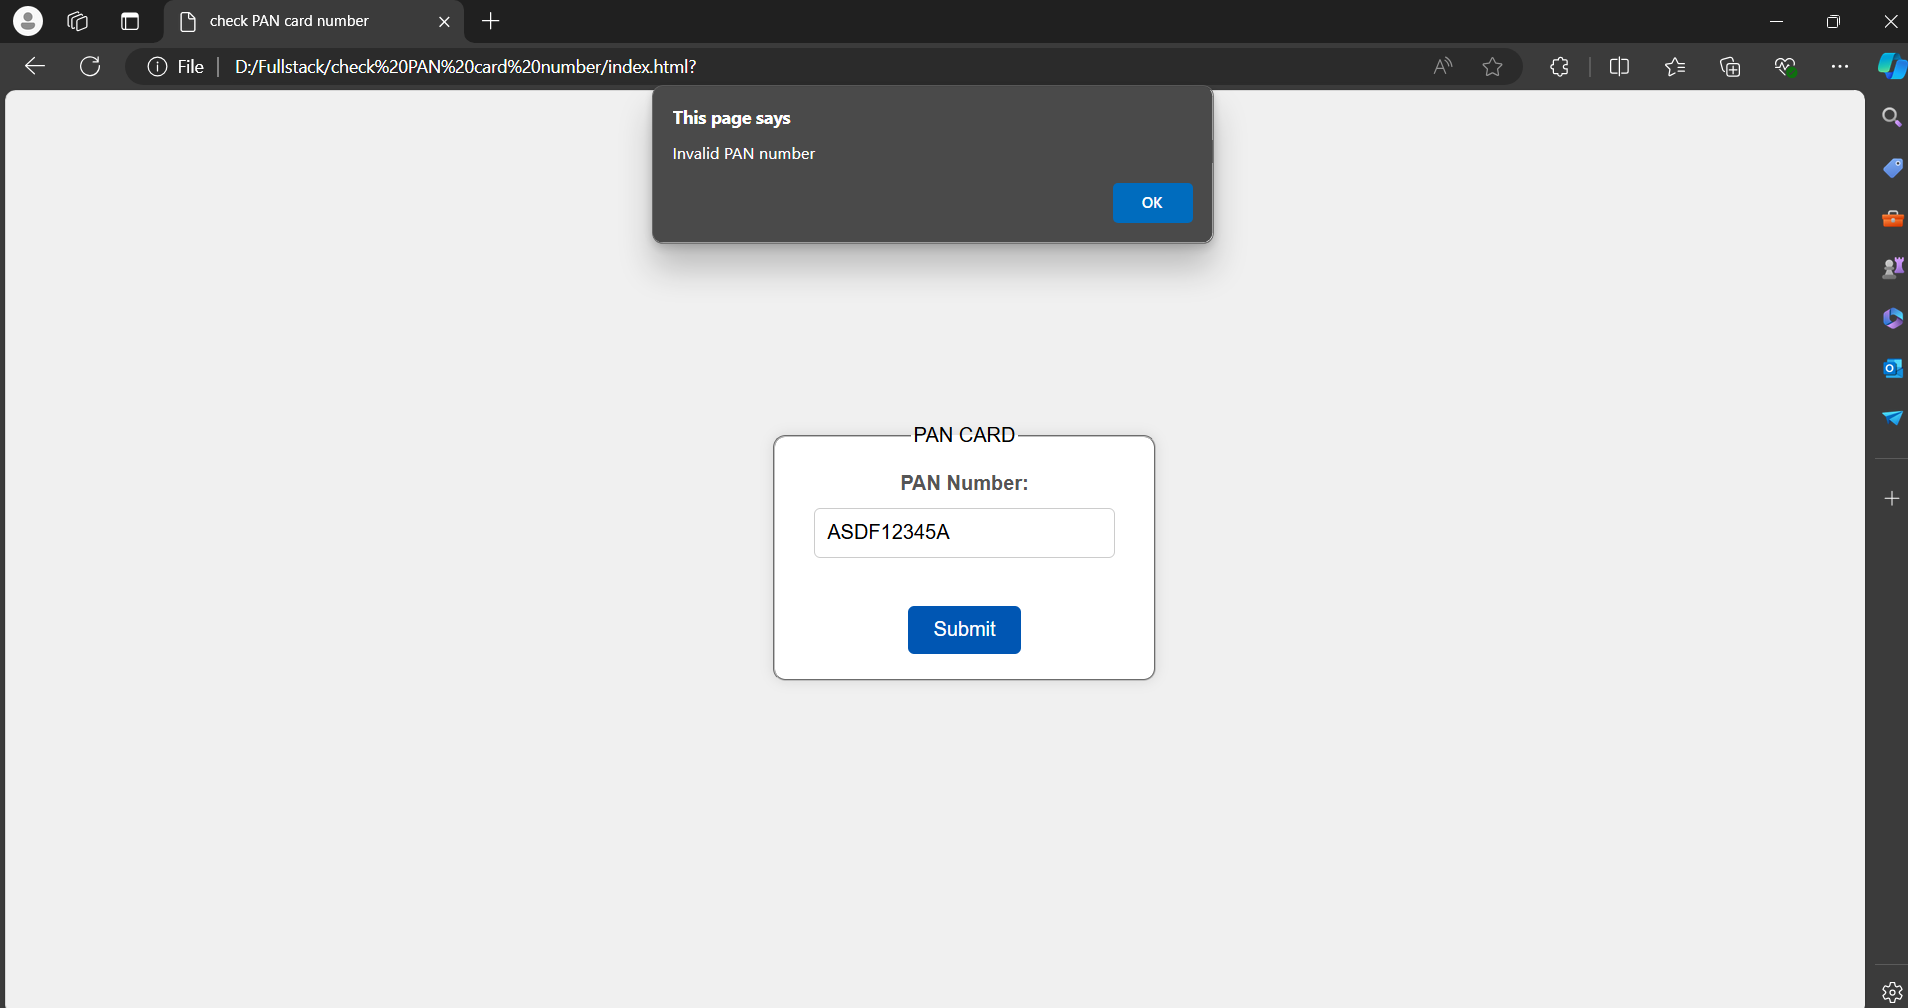 check PAN card number
File
D:/Fullstack/check%20PAN%20card%20number/index.html?
This page says
Invalid PAN number
OK
PAN CARD
PAN Number:
ASDF12345A
Submit